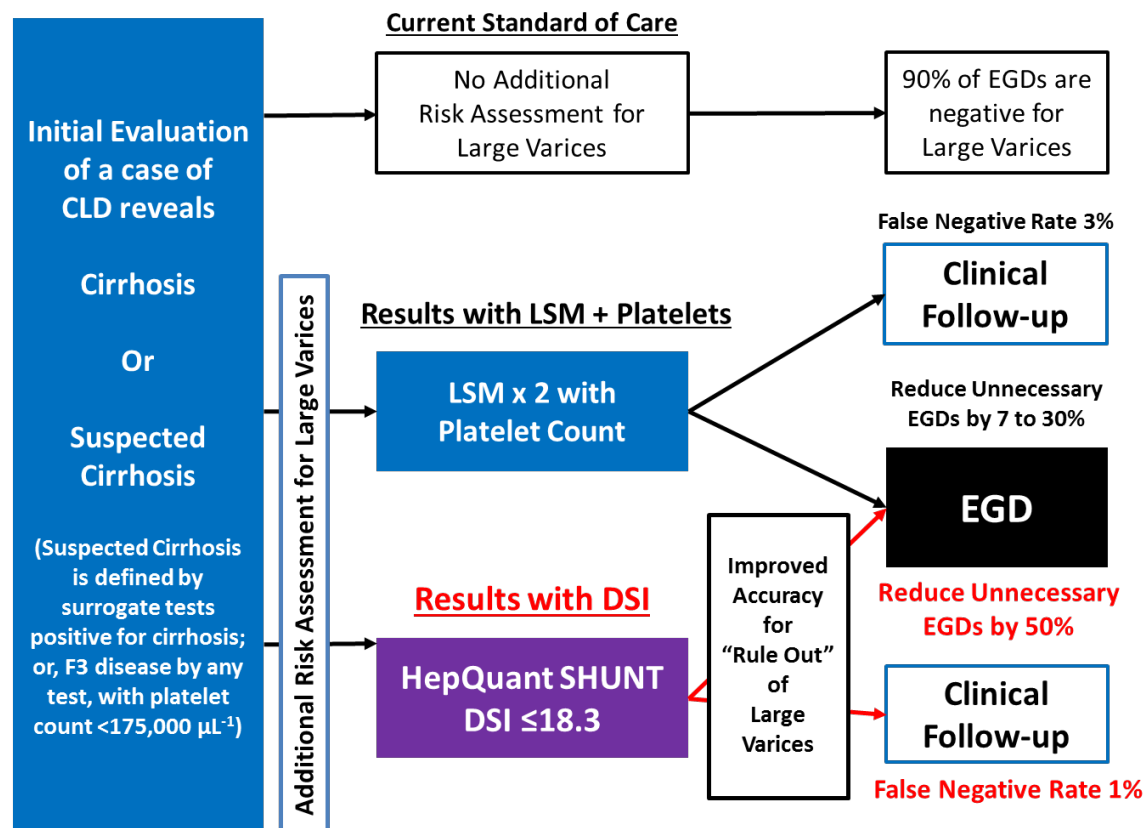 Current Standard of Care
No Additional
Risk Assessment for
Large Varices
90% of EGDs are
negative for
Large Varices
Initial Evaluation
of a case of
CLD reveals
Cirrhosis
Or
Suspected
Cirrhosis
(Suspected Cirrhosis
is defined by
surrogate tests
positive for cirrhosis;
or, F3 disease by any
test, with platelet
count <175,000 µL⁻¹)
Additional Risk Assessment for Large Varices
Results with LSM + Platelets
LSM x 2 with
Platelet Count
False Negative Rate 3%
Clinical
Follow-up
Reduce Unnecessary
EGDs by 7 to 30%
EGD
Reduce Unnecessary
EGDs by 50%
Results with DSI
HepQuant SHUNT
DSI ≤18.3
Improved
Accuracy
for
“Rule Out”
of
Large
Varices
Clinical
Follow-up
False Negative Rate 1%